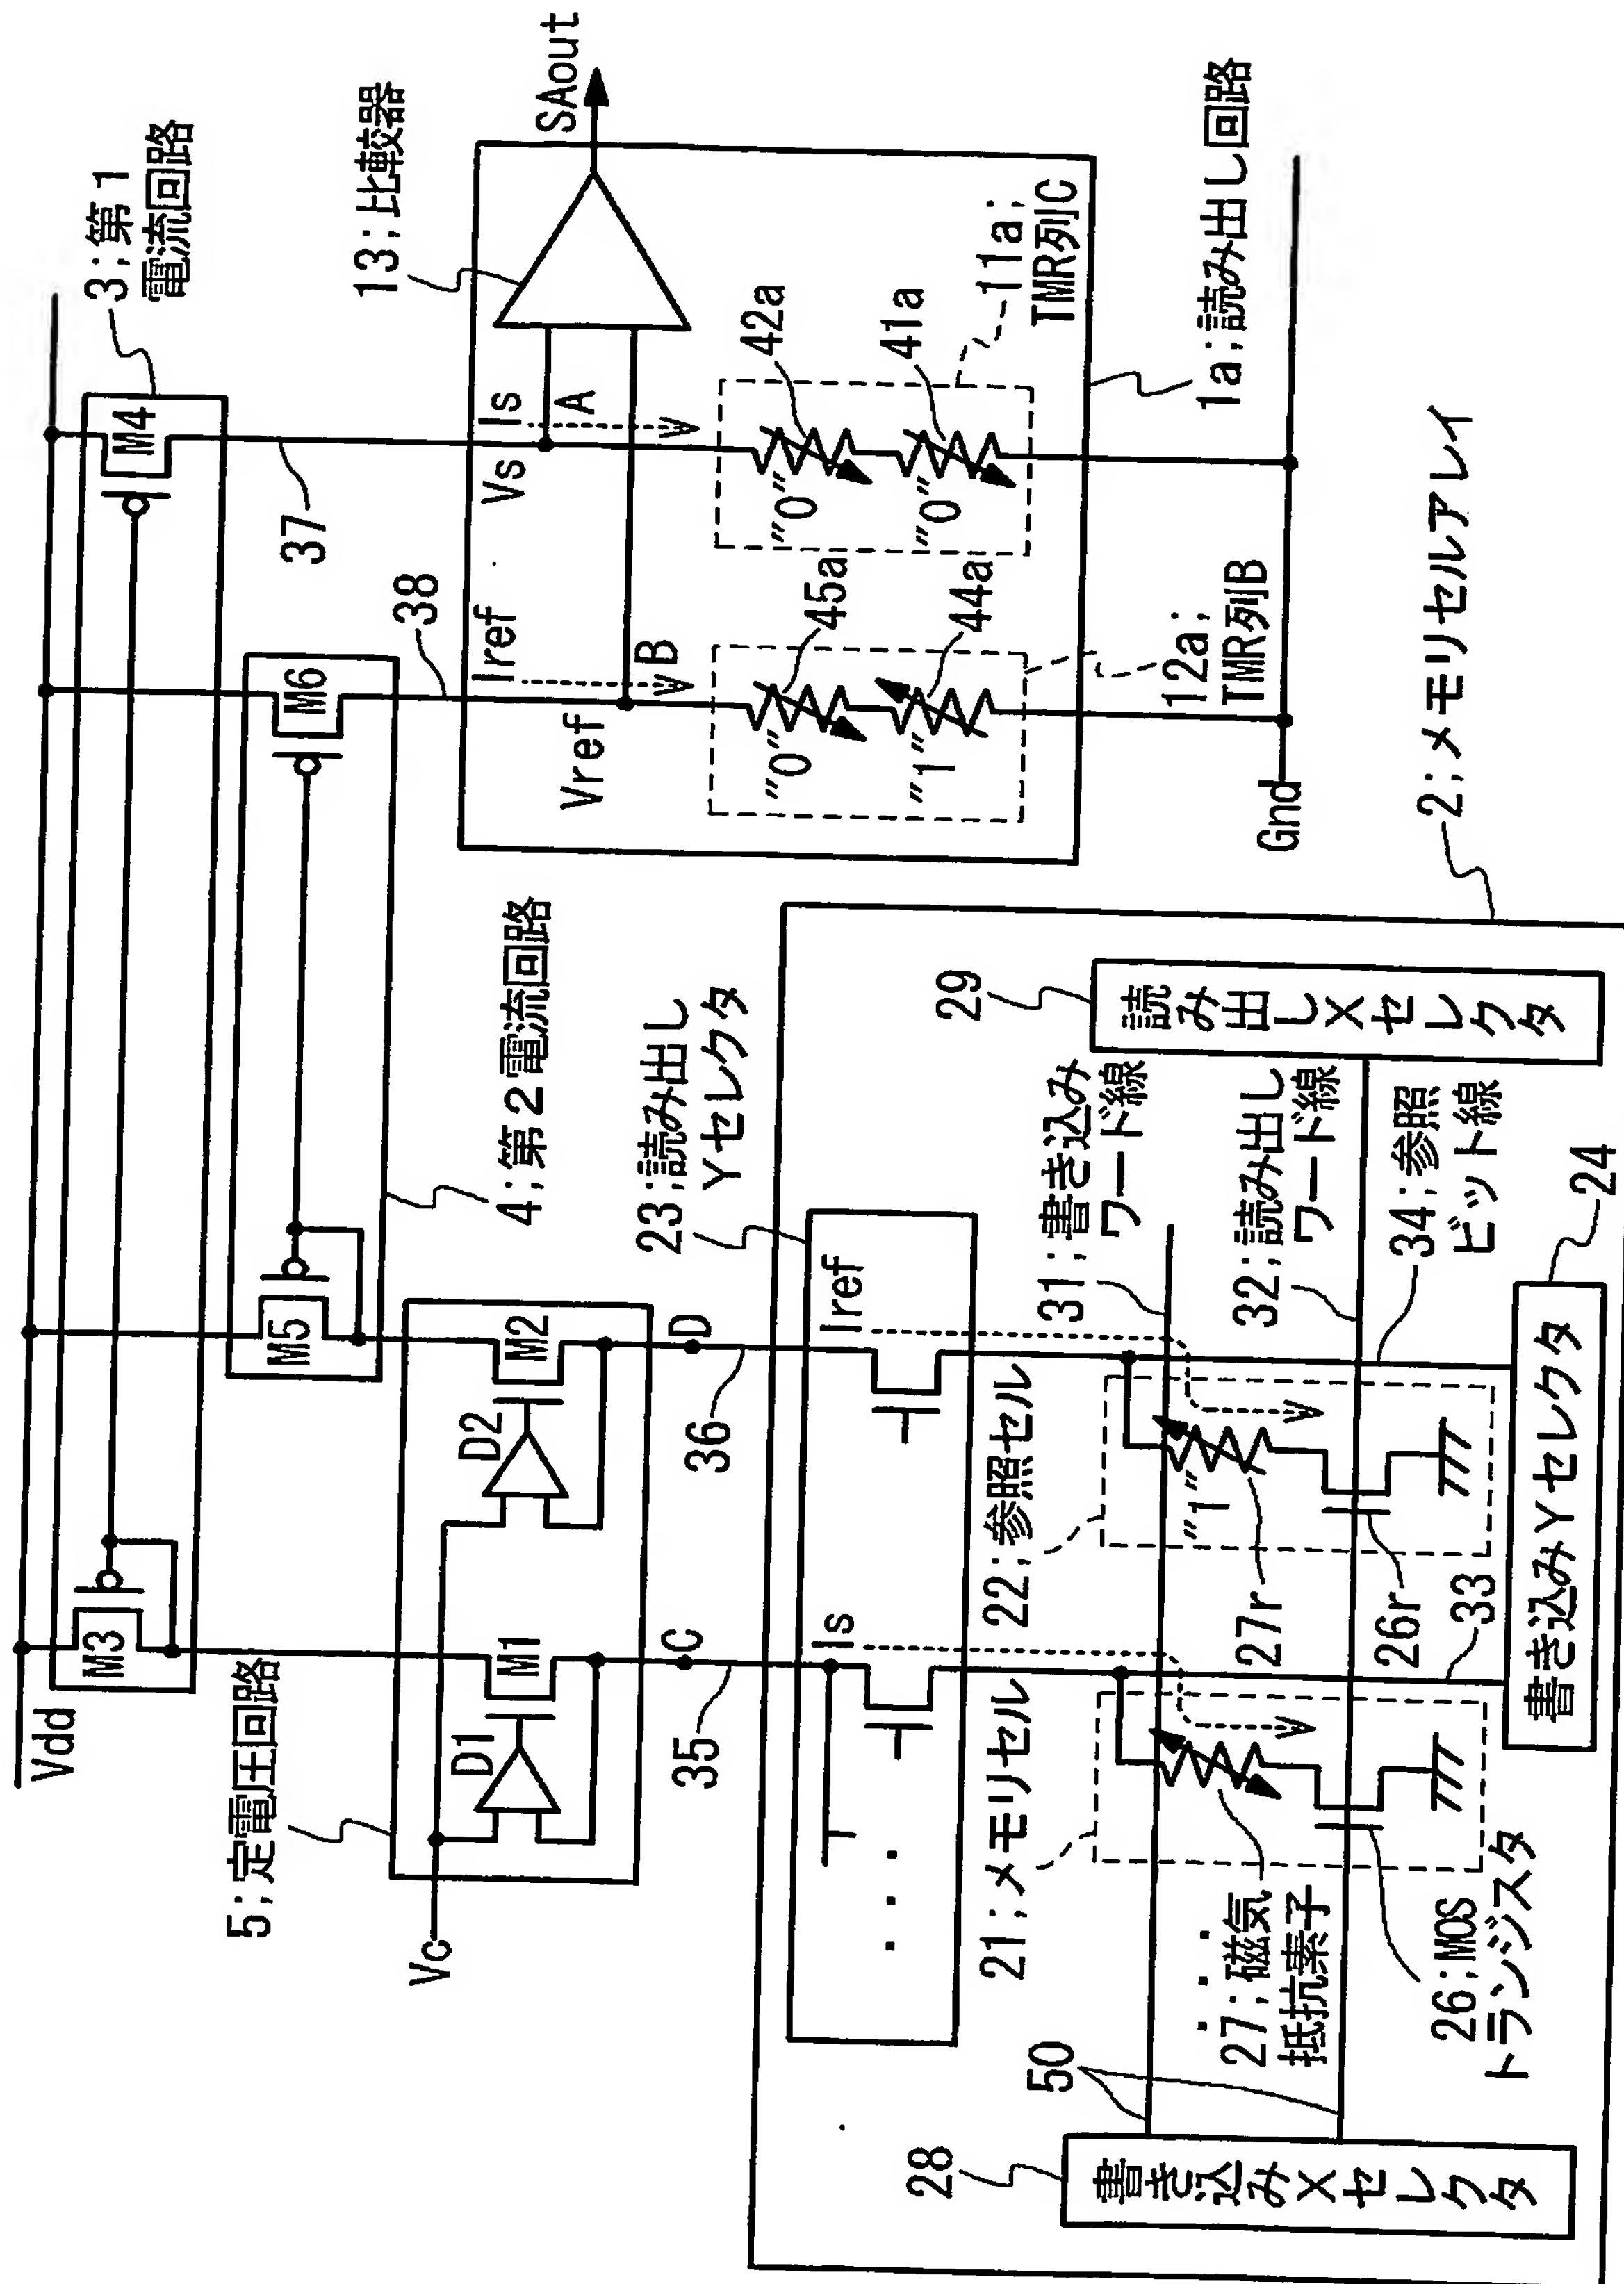 Vdd
3;第1
電流回路
M3
M4
4;第2電流回路
M5
M6
37
38
13;比較器
SAout
5;定電圧回路
Vc
D1
M1
D2
M2
C
D
35
36
Iref
Is
Vs
A
Vref
B
42a
"0"
41a
"0"
45a
"0"
44a
"1"
11a;
TMR列C
12a;
TMR列B
Gnd
1a;読み出し回路
2;メモリセルアレイ
23;読み出し
Yセレクタ
Is
Iref
. . .
21;メモリセル
22;参照セル
31;書き込み
ワード線
32;読み出し
ワード線
34;参照
ビット線
29
読み出しXセレクタ
"1"
27r
26r
33
24
書き込みYセレクタ
. . .
27;磁気
抵抗素子
26;MOS
トランジスタ
50
28
書き込みXセレクタ